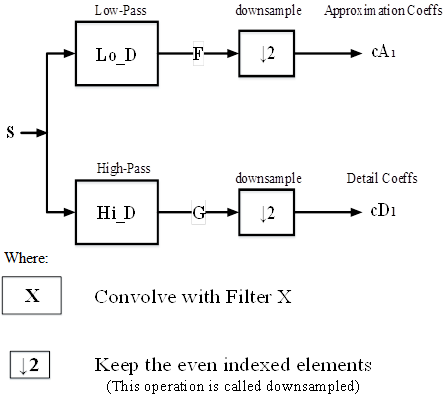 Low-Pass downsample Approximation Coeffs
Lo_D F ↓2 cA₁
S
High-Pass downsample Detail Coeffs
Hi_D G ↓2 cD₁
Where:
X Convolve with Filter X
↓2 Keep the even indexed elements
(This operation is called downsampled)